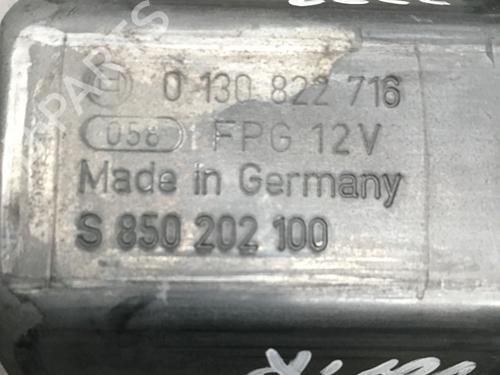 0 130 822 716
058 FPG 12V
Made in Germany
S 850 202 100